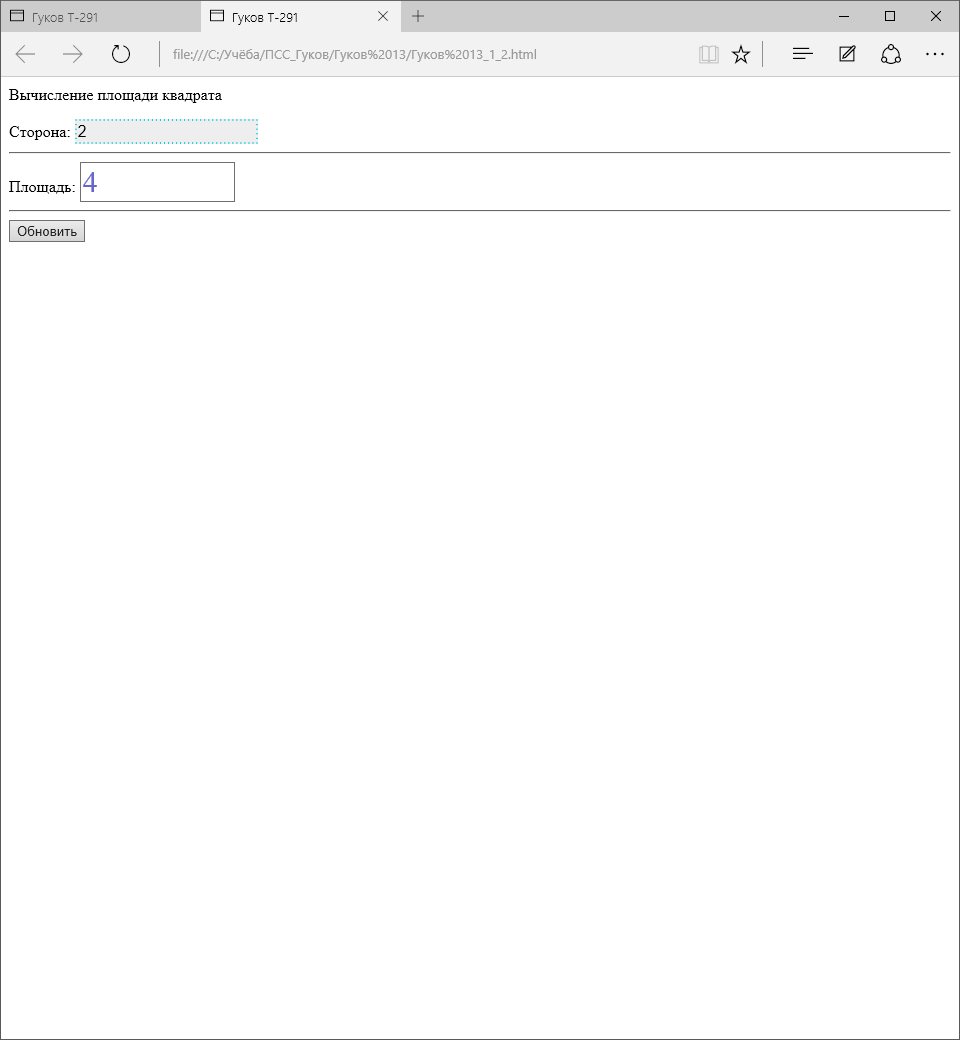 Гуков Т-291
Гуков Т-291
file:///C:/Учёба/ПСС_Гуков/Гуков%2013/Гуков%2013_1_2.html
Вычисление площади квадрата
Сторона: 2
Площадь: 4
Обновить